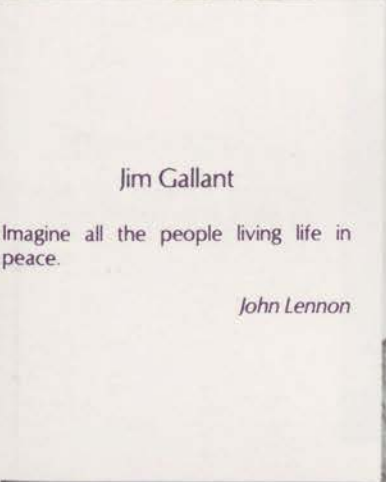 Jim Gallant
Imagine all the people living life in
peace.
John Lennon